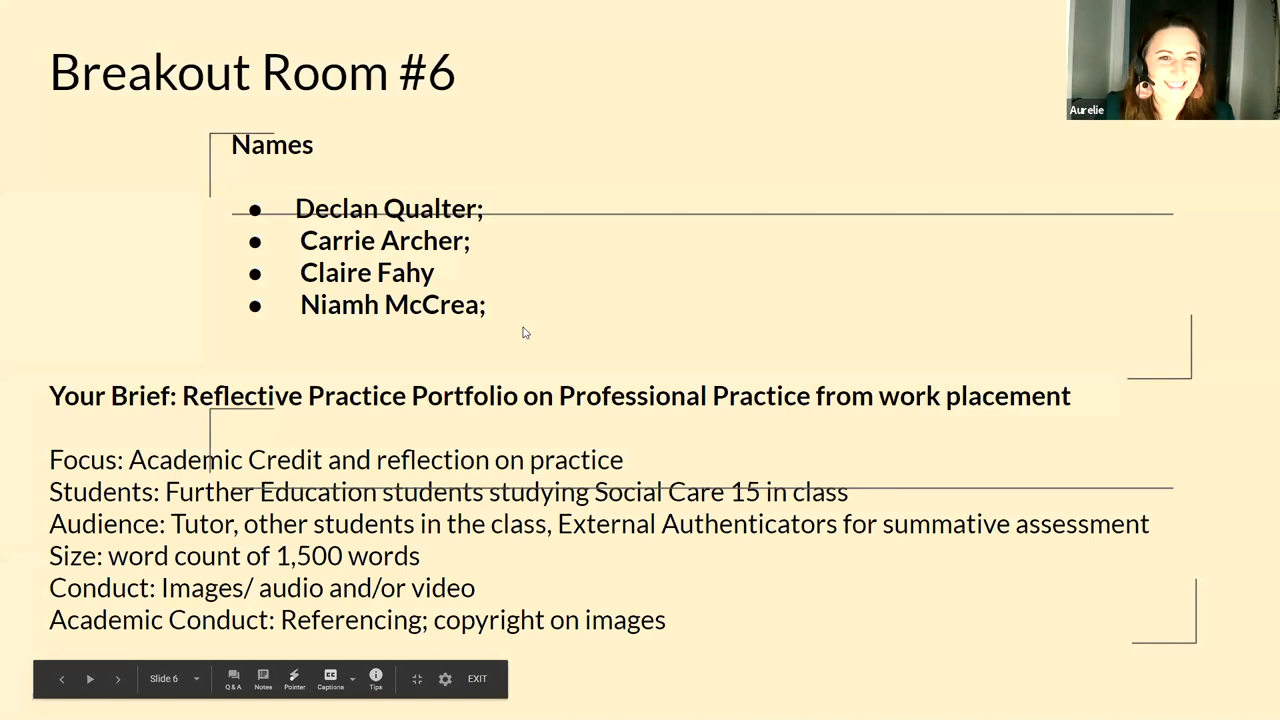 Breakout Room #6
Aurelie
Names
● Declan Qualter;
● Carrie Archer;
● Claire Fahy
● Niamh McCrea;
Your Brief: Reflective Practice Portfolio on Professional Practice from work placement
Focus: Academic Credit and reflection on practice
Students: Further Education students studying Social Care 15 in class
Audience: Tutor, other students in the class, External Authenticators for summative assessment
Size: word count of 1,500 words
Conduct: Images/ audio and/or video
Academic Conduct: Referencing; copyright on images
Slide 6 Q & A Notes Pointer CC Captions Tips EXIT